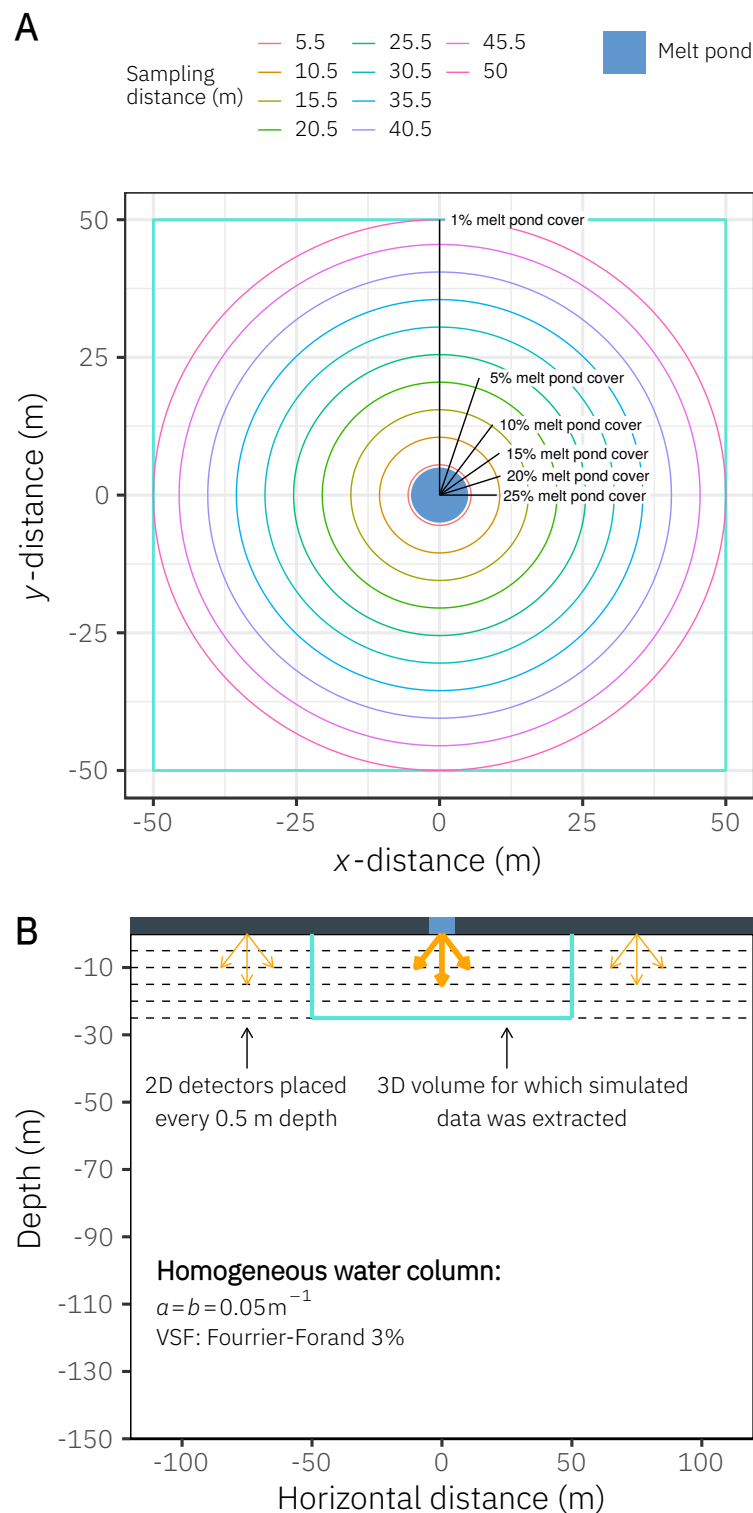 A
Sampling
distance (m)
5.5
10.5
15.5
20.5
25.5
30.5
35.5
40.5
45.5
50
Melt pond
50
25
0
-25
-50
y-distance (m)
1% melt pond cover
5% melt pond cover
10% melt pond cover
15% melt pond cover
20% melt pond cover
25% melt pond cover
-50
-25
0
25
50
x-distance (m)
B
-10
-30
-50
-70
-90
-110
-130
-150
Depth (m)
2D detectors placed
every 0.5 m depth
3D volume for which simulated
data was extracted
Homogeneous water column:
a=b=0.05m⁻¹
VSF: Fourrier-Forand 3%
-100
-50
0
50
100
Horizontal distance (m)